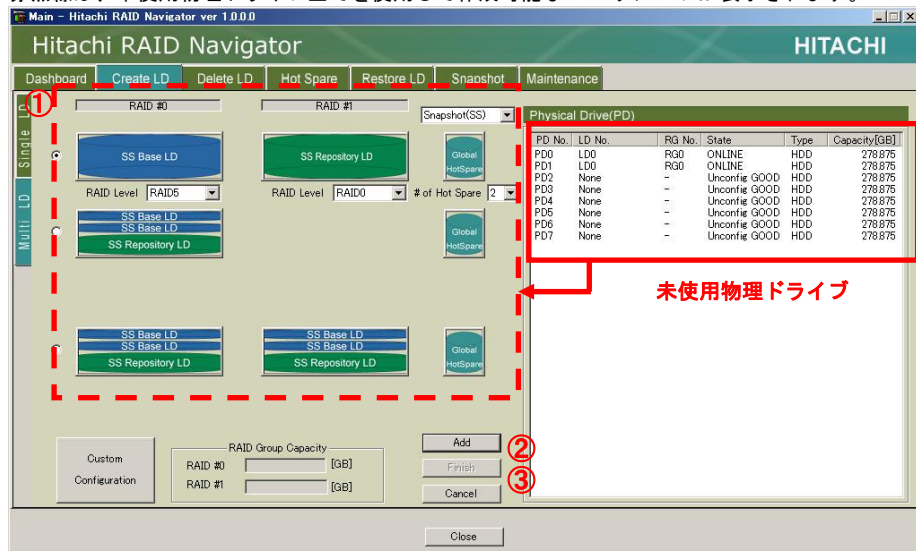 Main - Hitachi RAID Navigator ver 1.0.0.0
Hitachi RAID Navigator
HITACHI
Dashboard Create LD Delete LD Hot Spare Restore LD Snapshot Maintenance
①
Single LD
Multi LD
RAID #0 RAID #1
Snapshot(SS)
SS Base LD SS Repository LD Global HotSpare
RAID Level RAID5 RAID Level RAID0 # of Hot Spare 2
SS Base LD
SS Base LD
SS Repository LD
Global
HotSpare
SS Base LD SS Base LD
SS Base LD SS Base LD
SS Repository LD SS Repository LD
Global
HotSpare
Custom
Configuration
RAID Group Capacity
RAID #0 [GB]
RAID #1 [GB]
Add ②
Finish ③
Cancel
Physical Drive(PD)
PD No. LD No. RG No. State Type Capacity[GB]
PD0 LD0 RG0 ONLINE HDD 278.875
PD1 LD0 RG0 ONLINE HDD 278.875
PD2 None - Unconfig GOOD HDD 278.875
PD3 None - Unconfig GOOD HDD 278.875
PD4 None - Unconfig GOOD HDD 278.875
PD5 None - Unconfig GOOD HDD 278.875
PD6 None - Unconfig GOOD HDD 278.875
PD7 None - Unconfig GOOD HDD 278.875
未使用物理ドライブ
Close